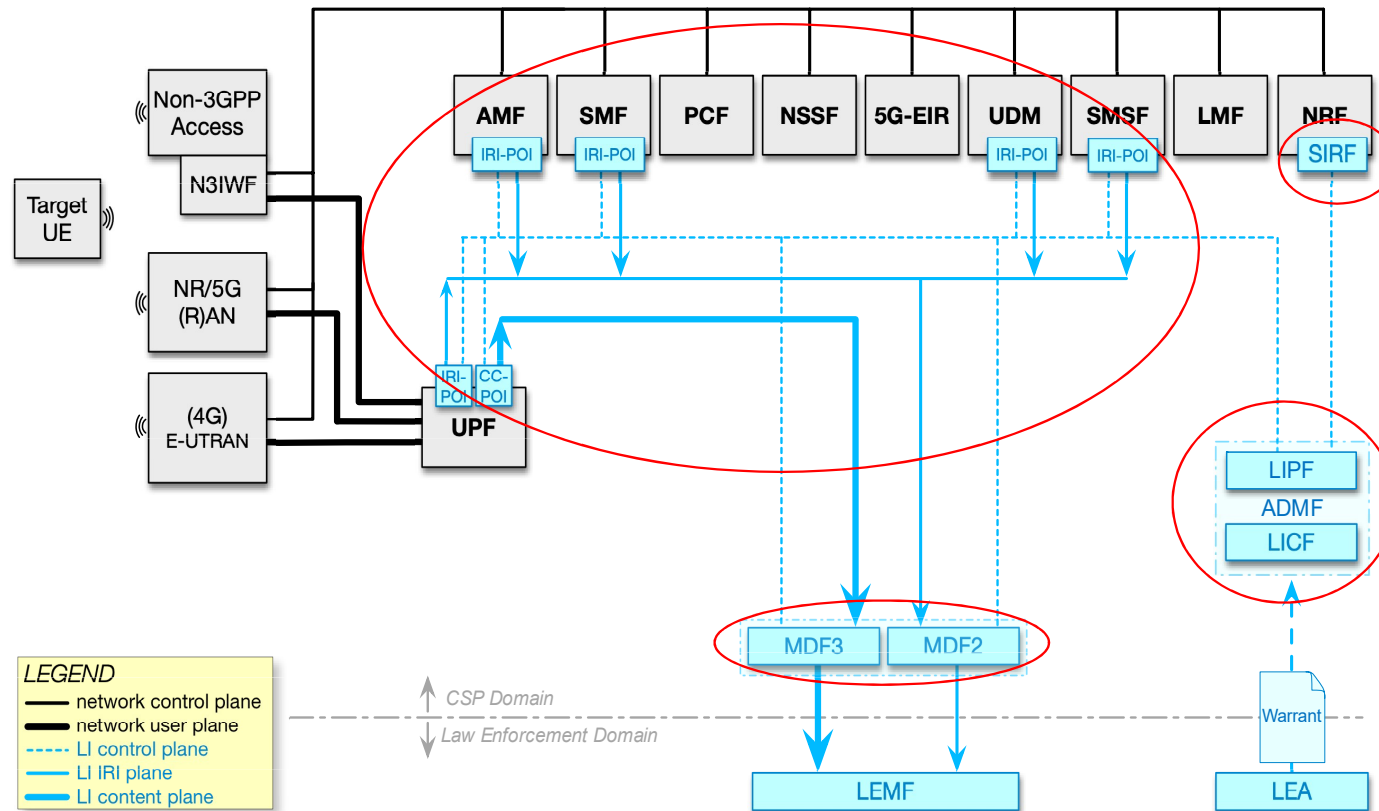 Non-3GPP
Access
N3IWF
Target
UE
NR/5G
(R)AN
(4G)
E-UTRAN
AMF
IRI-POI
SMF
IRI-POI
PCF
NSSF
5G-EIR
UDM
IRI-POI
SMSF
IRI-POI
LMF
NRF
SIRF
IRI-
POI
CC-
POI
UPF
LIPF
ADMF
LICF
MDF3
MDF2
LEGEND
network control plane
network user plane
LI control plane
LI IRI plane
LI content plane
CSP Domain
Law Enforcement Domain
Warrant
LEMF
LEA